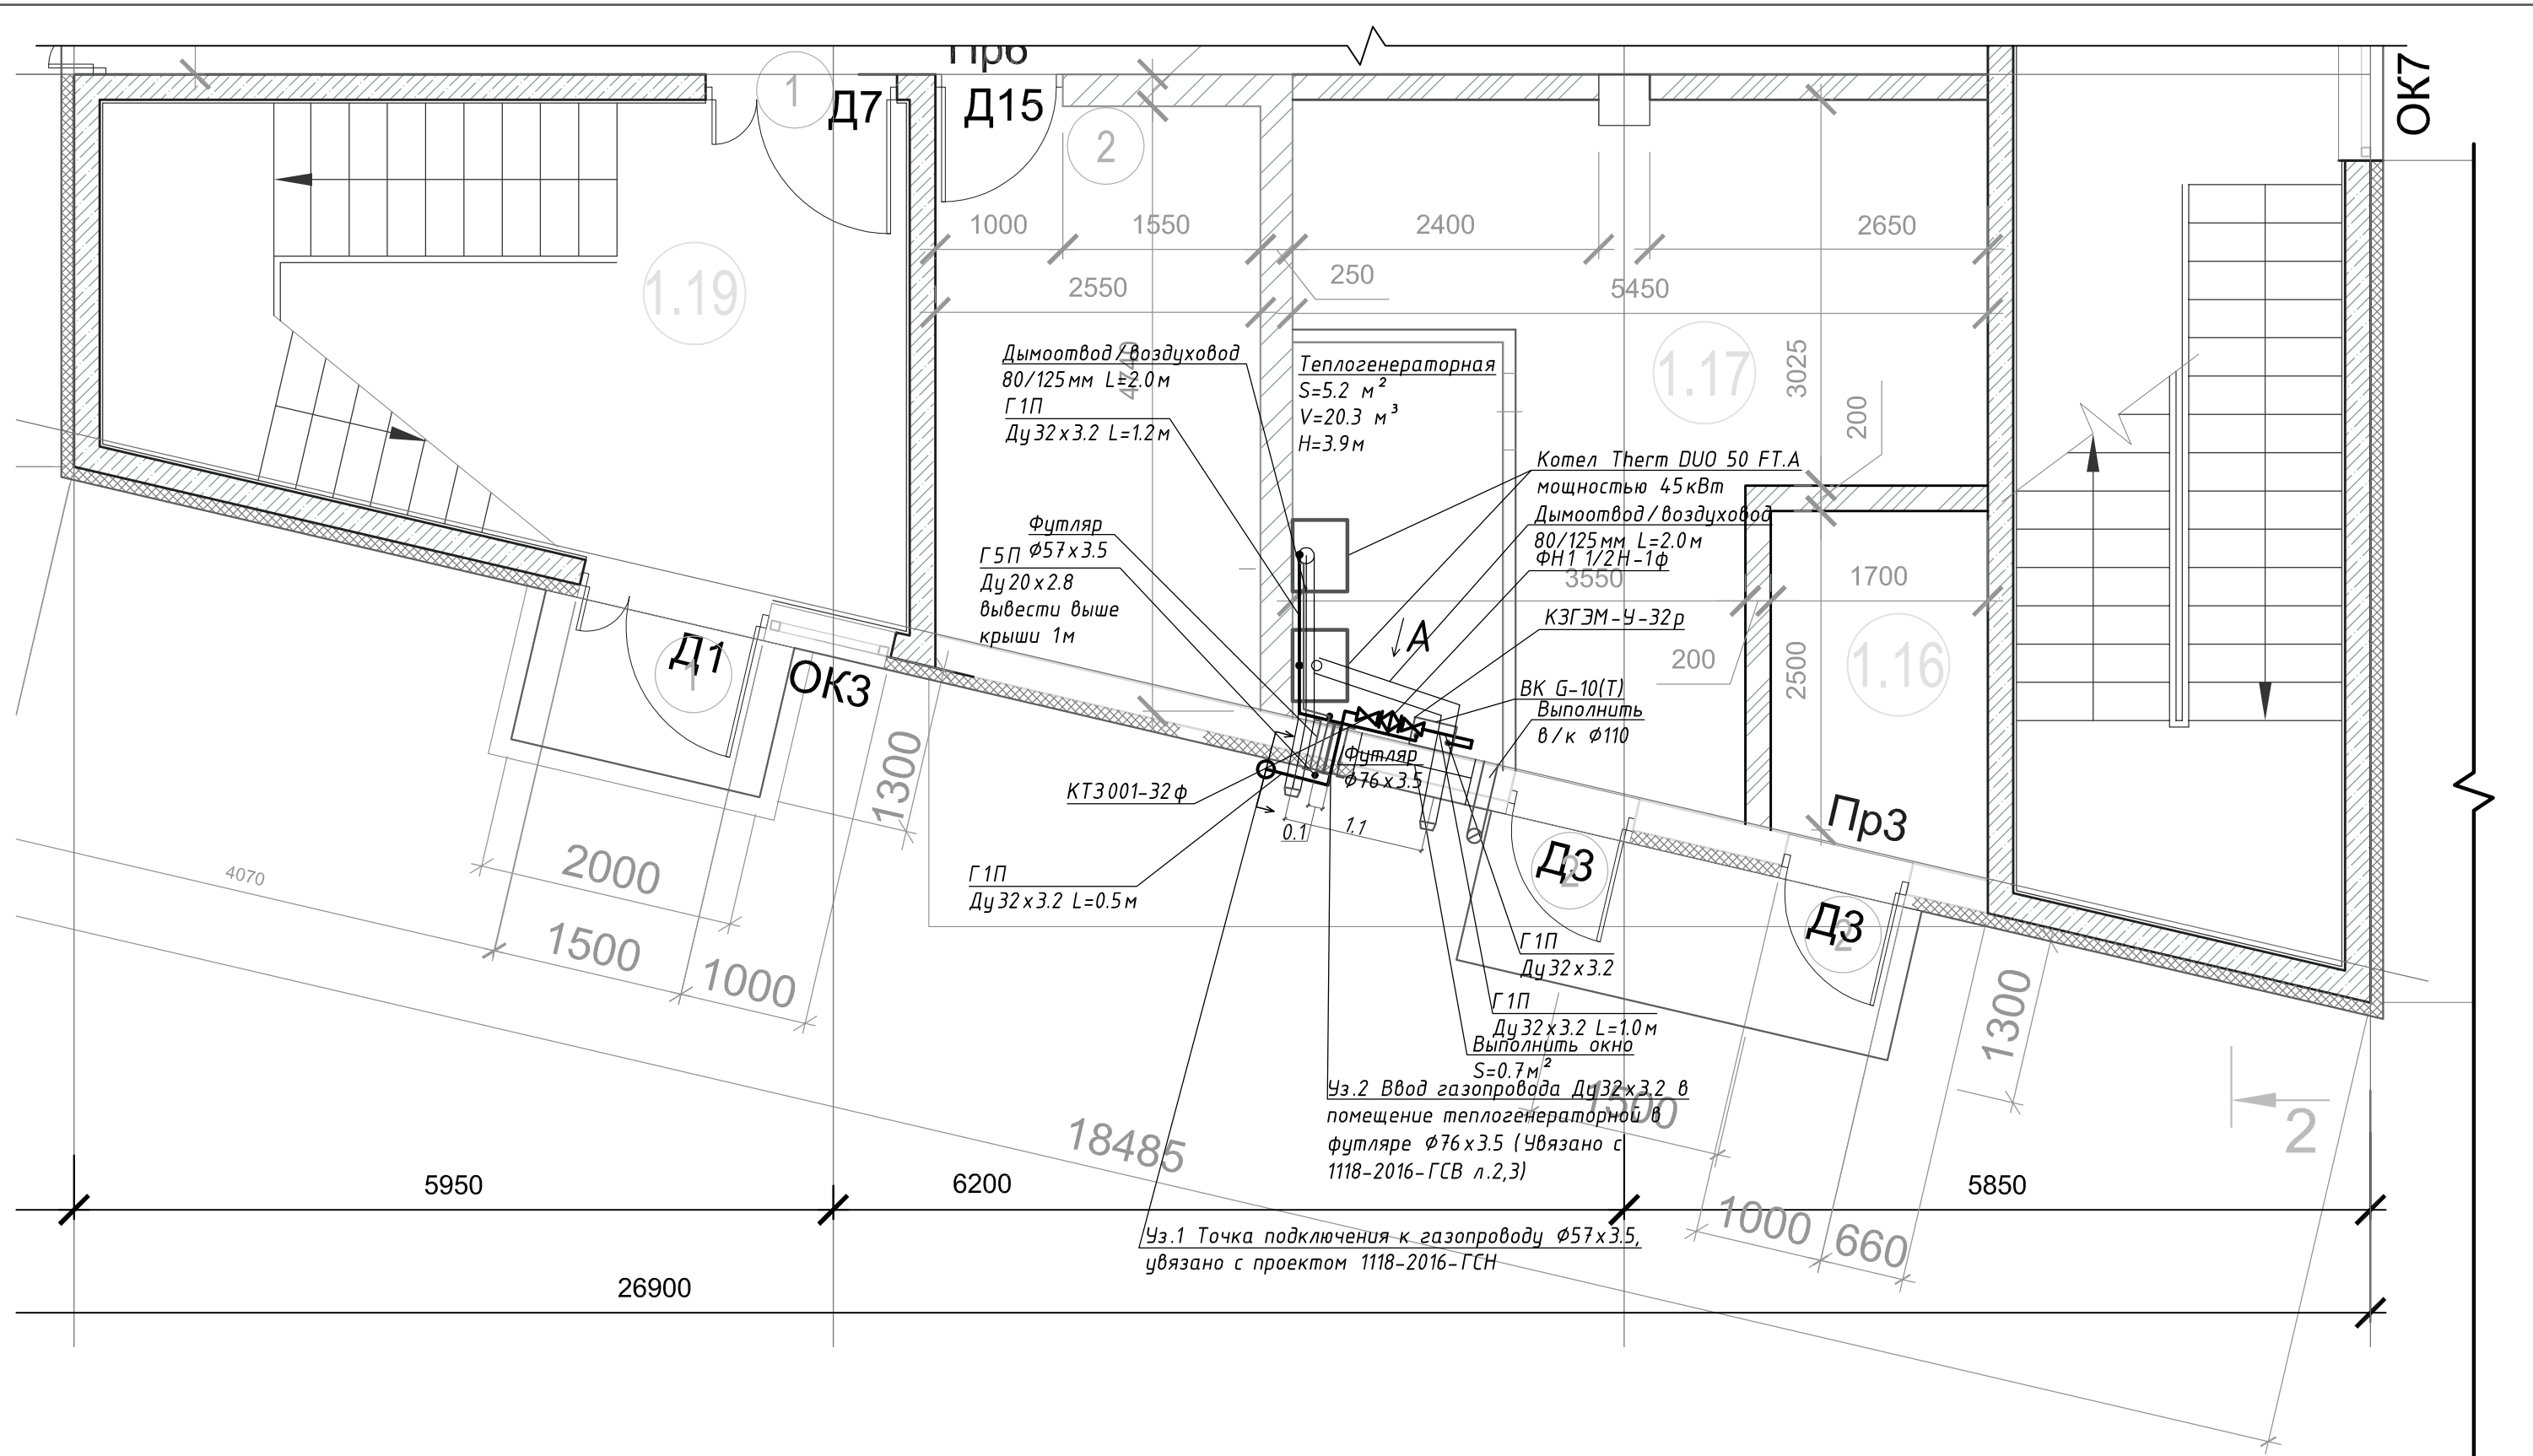 Пр6
Д7
Д15
ОК7
1
2
1000
1550
2400
2650
250
2550
5450
1.19
1.17
4740
3025
200
Дымоотвод/воздуховод
80/125мм L=2.0м
Г1П
Ду32х3.2 L=1.2м
Теплогенераторная
S=5.2 м²
V=20.3 м³
H=3.9м
Котел Therm DUO 50 FT.A
мощностью 45кВт
Дымоотвод/воздуховод
80/125мм L=2.0м
ФН1 1/2Н-1ф
3550
1700
Футляр
Ф57х3.5
Г5П
Ду20х2.8
вывести выше
крыши 1м
КЗГЭМ-У-32р
А
200
2500
1.16
ВК G-10(Т)
Выполнить
в/к Ф110
Д1
1
ОК3
1300
Футляр
Ф76х3.5
КТЗ001-32ф
0.1
1.1
Пр3
Д3
2
Д3
2
2000
4070
1500
1000
Г1П
Ду32х3.2 L=0.5м
Г1П
Ду32х3.2
Г1П
Ду32х3.2 L=1.0м
Выполнить окно
S=0.7м²
1300
Уз.2 Ввод газопровода Ду32х3.2 в
помещение теплогенераторной в
футляре Ф76х3.5 (Увязано с
1118-2016-ГСВ л.2,3)
1500
2
18485
5950
6200
5850
1000
660
Уз.1 Точка подключения к газопроводу Ф57х3.5,
увязано с проектом 1118-2016-ГСН
26900